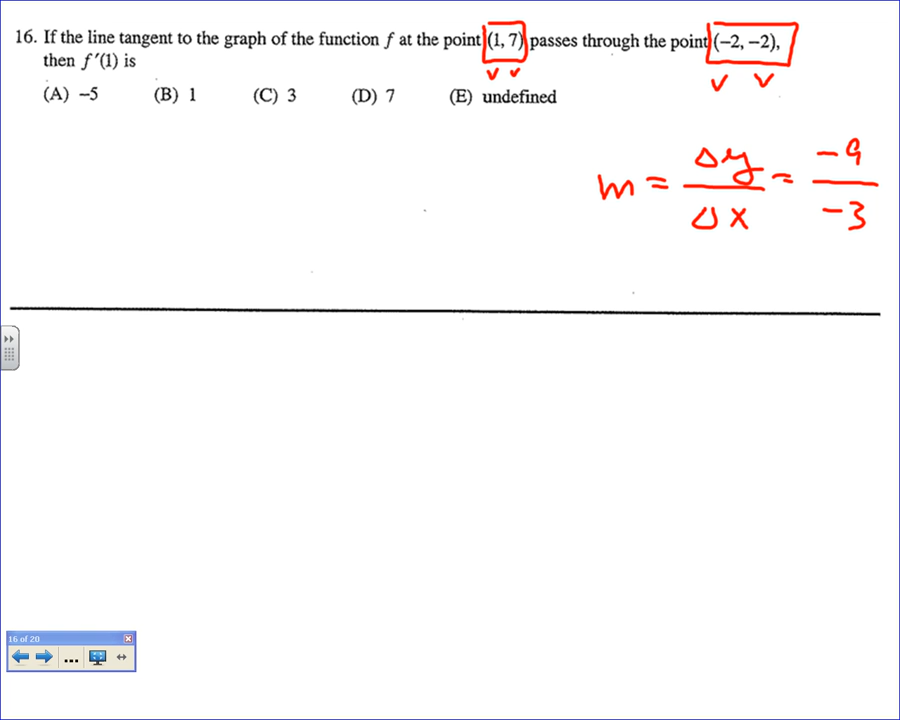 16. If the line tangent to the graph of the function f at the point (1, 7) passes through the point (−2, −2),
then f ′(1) is
(A) −5 (B) 1 (C) 3 (D) 7 (E) undefined
m = Δy/Δx = −9/−3
16 of 20
...